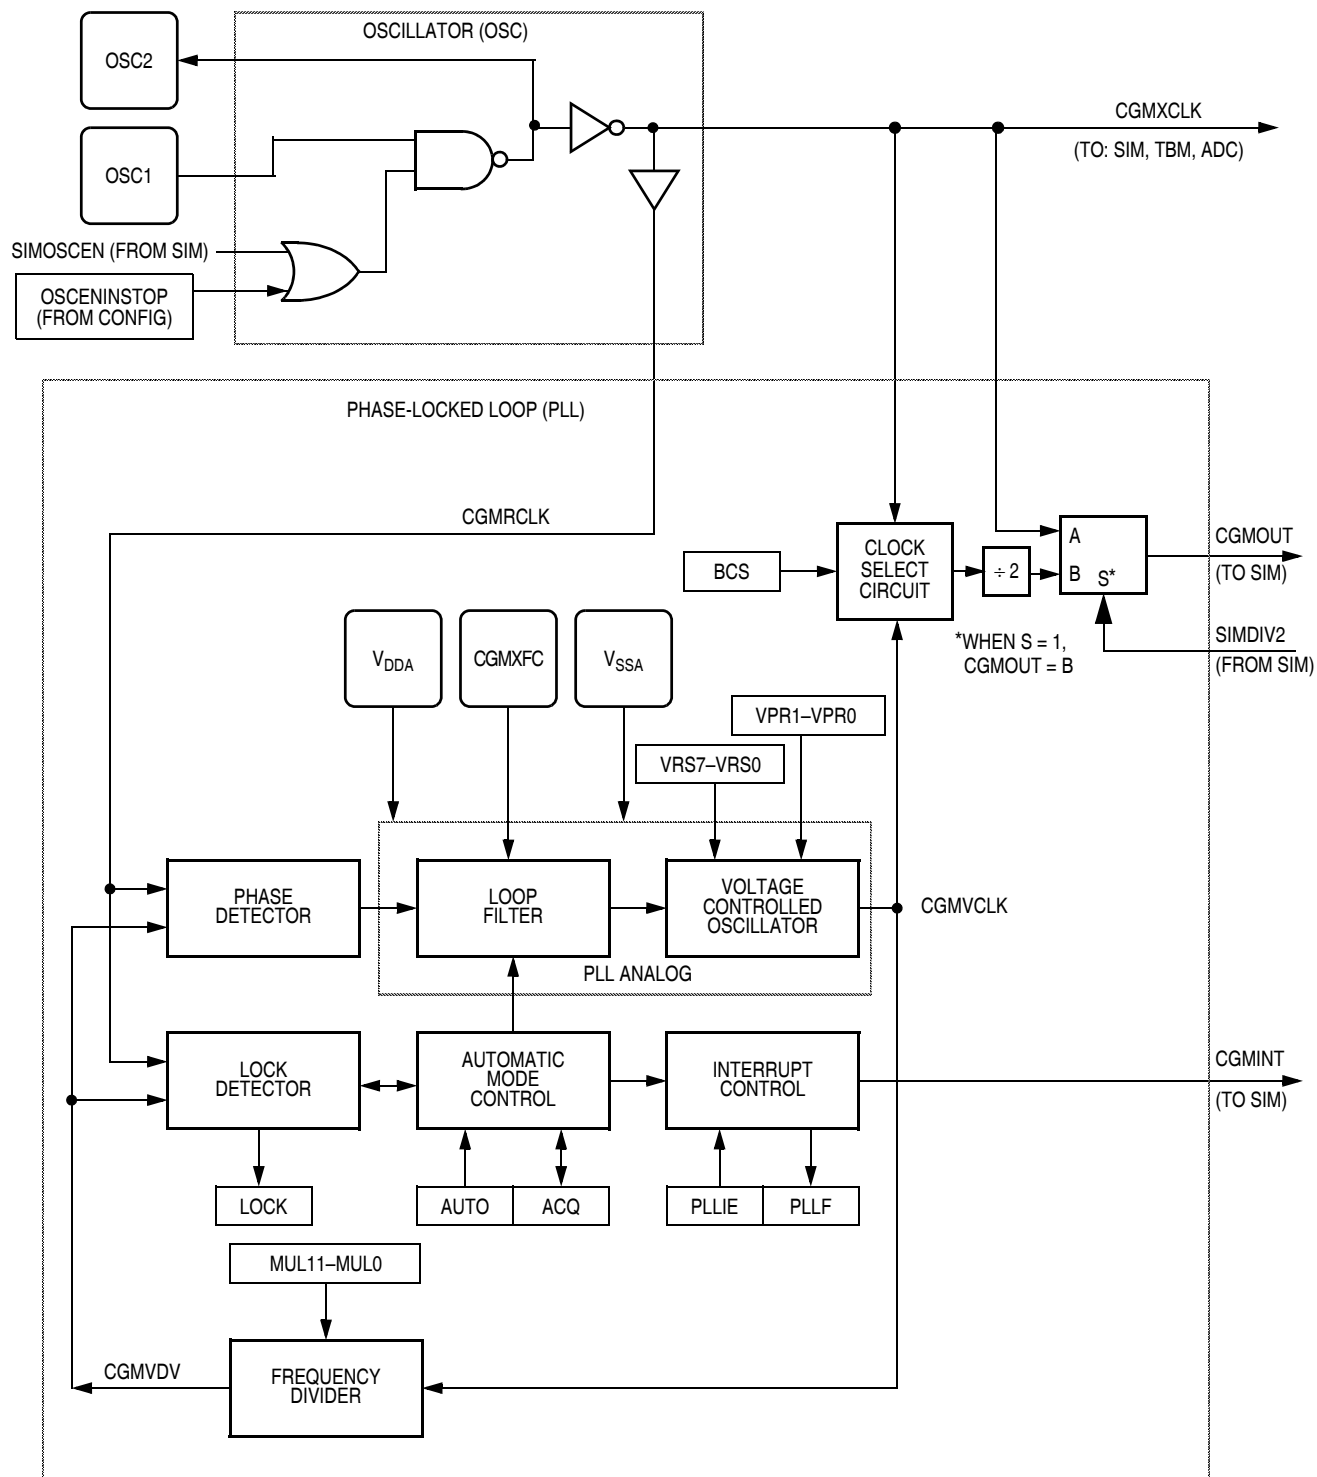 OSCILLATOR (OSC)
OSC2
CGMXCLK
(TO: SIM, TBM, ADC)
OSC1
SIMOSCEN (FROM SIM)
OSCENINSTOP
(FROM CONFIG)
PHASE-LOCKED LOOP (PLL)
CGMRCLK
BCS
CLOCK
SELECT
CIRCUIT
÷ 2
A
B S*
CGMOUT
(TO SIM)
*WHEN S = 1,
CGMOUT = B
SIMDIV2
(FROM SIM)
VDDA
CGMXFC
VSSA
VPR1–VPR0
VRS7–VRS0
PHASE
DETECTOR
LOOP
FILTER
VOLTAGE
CONTROLLED
OSCILLATOR
CGMVCLK
PLL ANALOG
LOCK
DETECTOR
AUTOMATIC
MODE
CONTROL
INTERRUPT
CONTROL
CGMINT
(TO SIM)
LOCK
AUTO
ACQ
PLLIE
PLLF
MUL11–MUL0
CGMVDV
FREQUENCY
DIVIDER